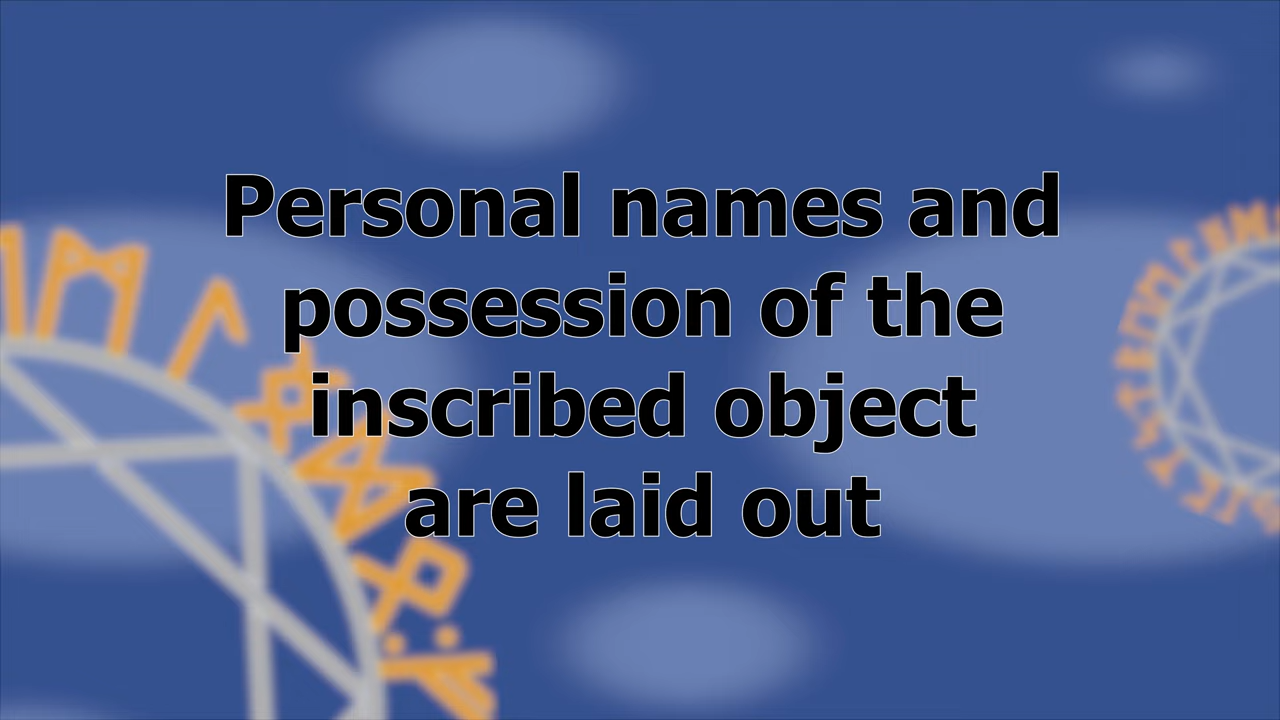 Personal names and
possession of the
inscribed object
are laid out